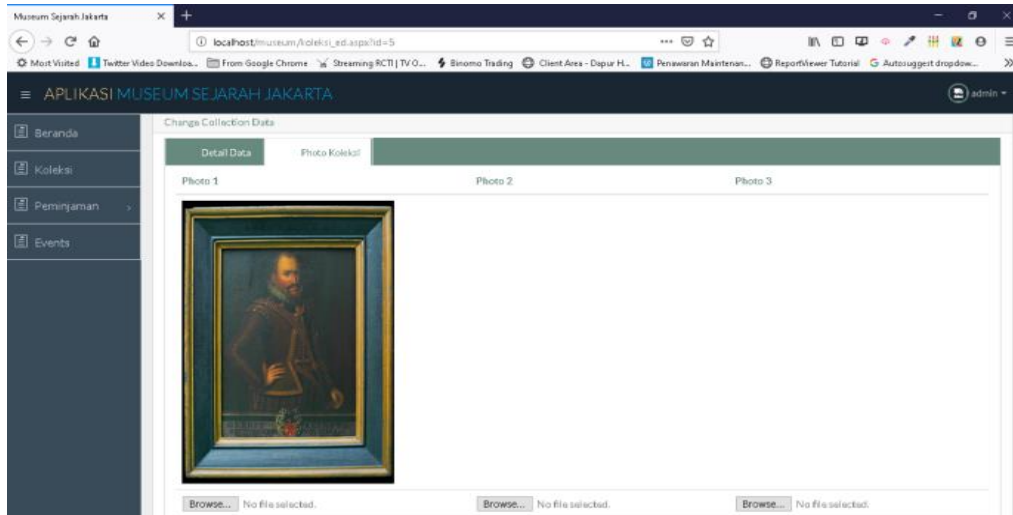 Museum Sejarah Jakarta
localhost/museum/koleksi_ed.aspx?id=5
Most Visited Twitter Video Downloa... From Google Chrome Streaming RCTI | TV O... Binomo Trading Client Area - Dapur H... Penawaran Maintenan... ReportViewer Tutorial Autosuggest dropdow...
APLIKASI MUSEUM SEJARAH JAKARTA
admin
Change Collection Data
Beranda
Koleksi
Peminjaman
Events
Detail Data Photo Koleksi
Photo 1 Photo 2 Photo 3
Browse... No file selected. Browse... No file selected. Browse... No file selected.